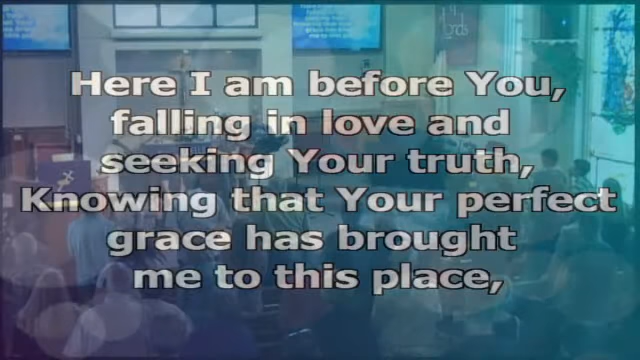 Here I am before You,
falling in love and
seeking Your truth,
Knowing that Your perfect
grace has brought
me to this place,